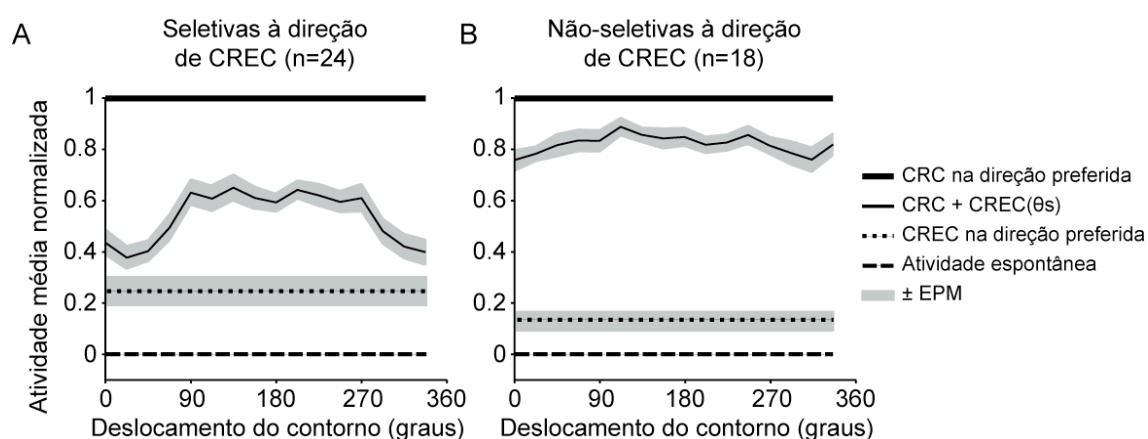 A
Seletivas à direção
de CREC (n=24)
B
Não-seletivas à direção
de CREC (n=18)
Atividade média normalizada
1
0.8
0.6
0.4
0.2
0
0 90 180 270 360
Deslocamento do contorno (graus)
1
0.8
0.6
0.4
0.2
0
0 90 180 270 360
Deslocamento do contorno (graus)
CRC na direção preferida
CRC + CREC(θs)
CREC na direção preferida
Atividade espontânea
± EPM